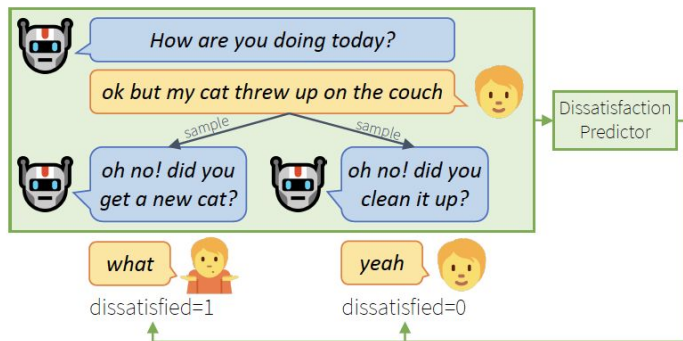 How are you doing today?
ok but my cat threw up on the couch
sample
sample
oh no! did you
get a new cat?
oh no! did you
clean it up?
Dissatisfaction
Predictor
what
yeah
dissatisfied=1
dissatisfied=0